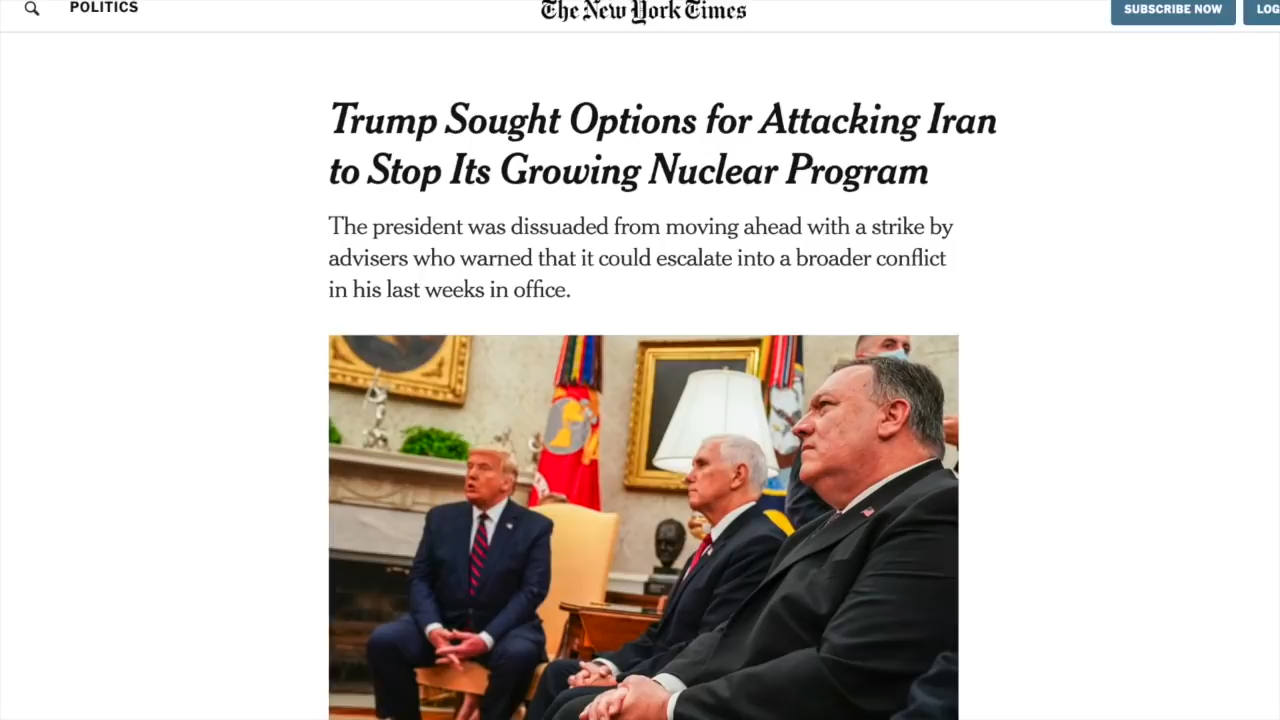 POLITICS
The New York Times
SUBSCRIBE NOW
LOG
Trump Sought Options for Attacking Iran
to Stop Its Growing Nuclear Program
The president was dissuaded from moving ahead with a strike by
advisers who warned that it could escalate into a broader conflict
in his last weeks in office.